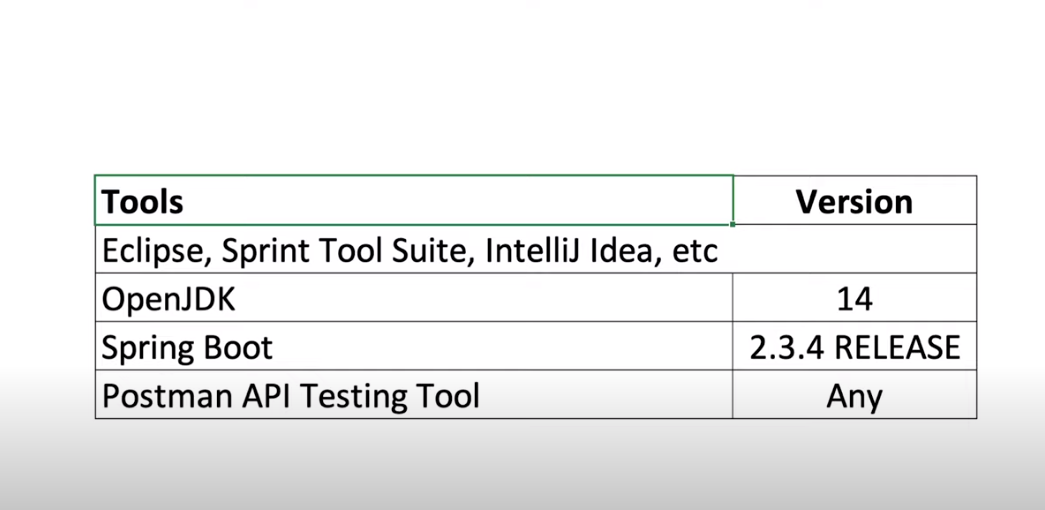 Tools Version
Eclipse, Sprint Tool Suite, IntelliJ Idea, etc
OpenJDK 14
Spring Boot 2.3.4 RELEASE
Postman API Testing Tool Any